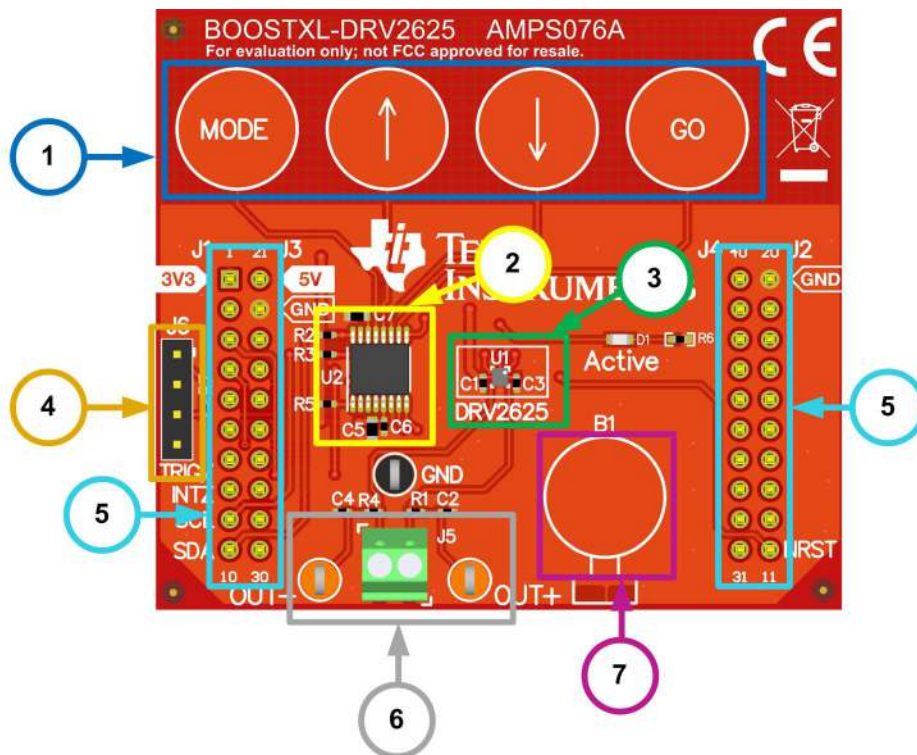 BOOSTXL-DRV2625 AMPS076A
For evaluation only; not FCC approved for resale.
CE
MODE
GO
1
J1 1 21 J3
2
3
J4 40 20 J2
3V3
5V
GND
GND
J6
C7
R2
R3
U2
R5
C5
C6
U1
C1
C3
DRV2625
D1
R6
Active
4
5
B1
TRIG
GND
5
INTZ
SDA
C4
R4
R1
C2
J5
NRST
10 30
OUT-
OUT+
31 11
6
7